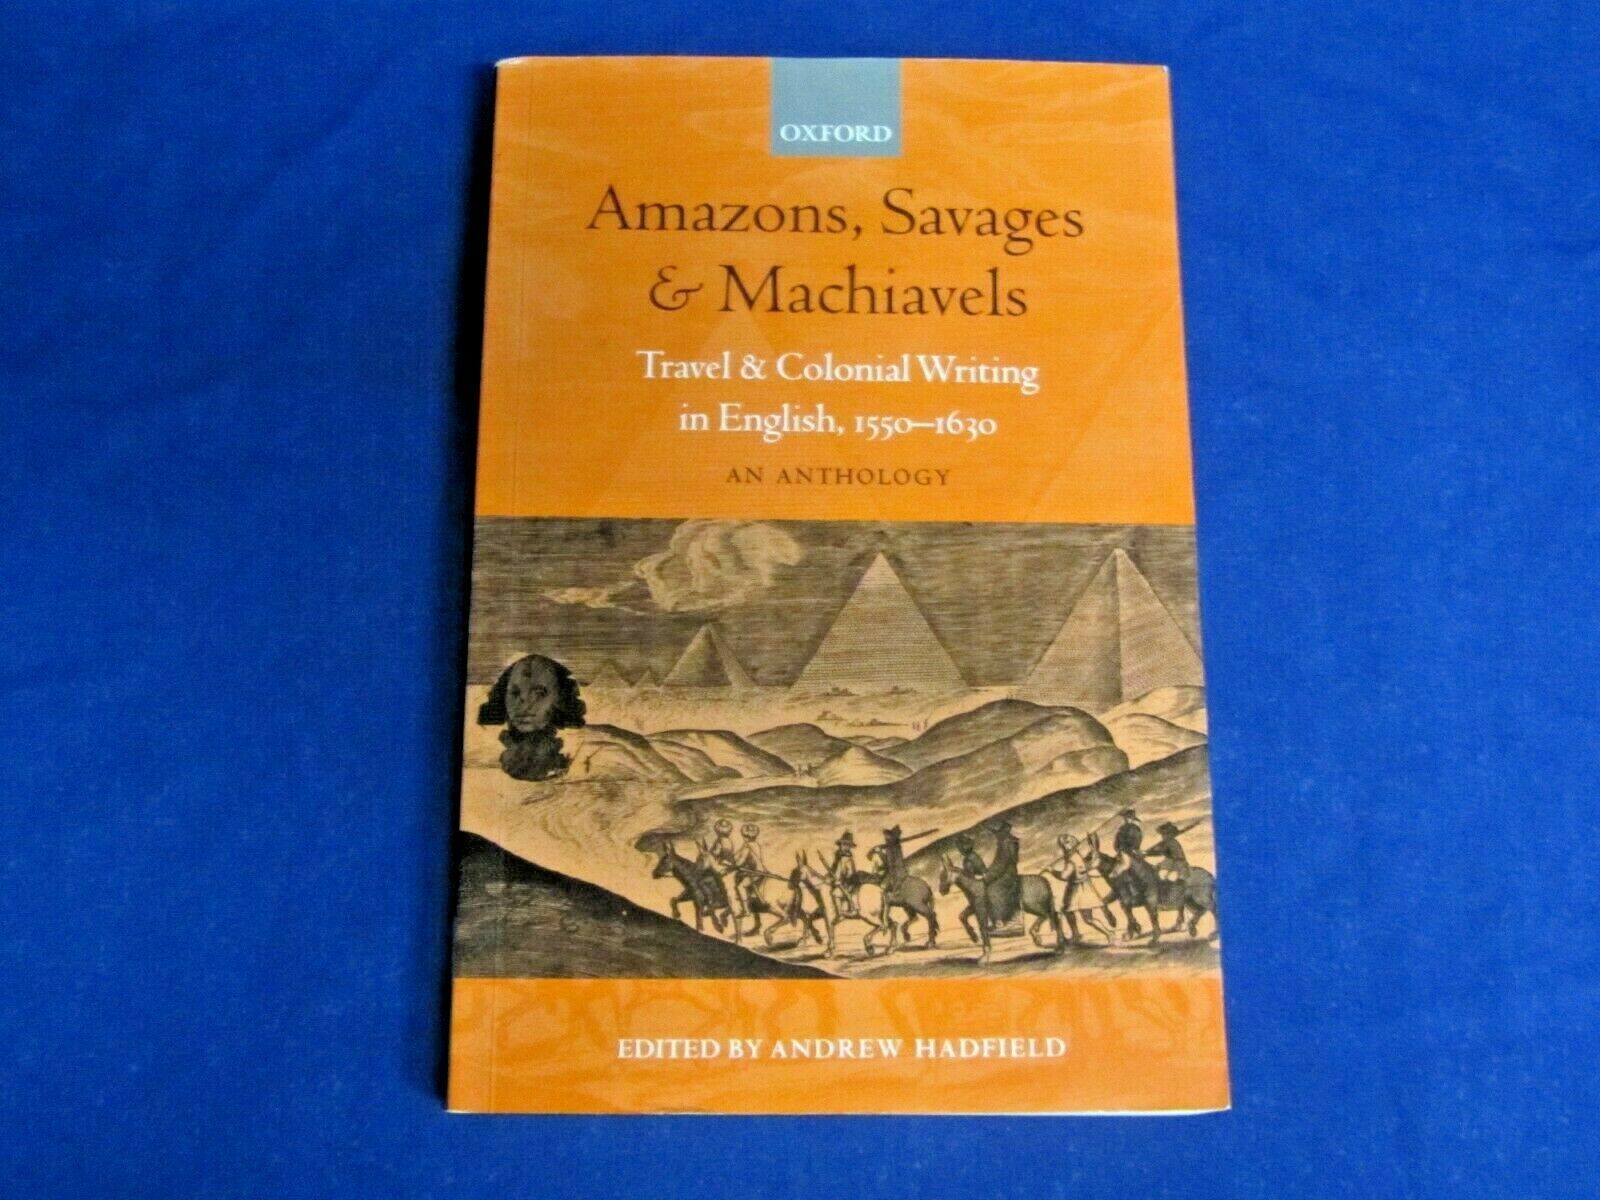 OXFORD
Amazons, Savages
& Machiavels
Travel & Colonial Writing
in English, 1550–1630
AN ANTHOLOGY
EDITED BY ANDREW HADFIELD